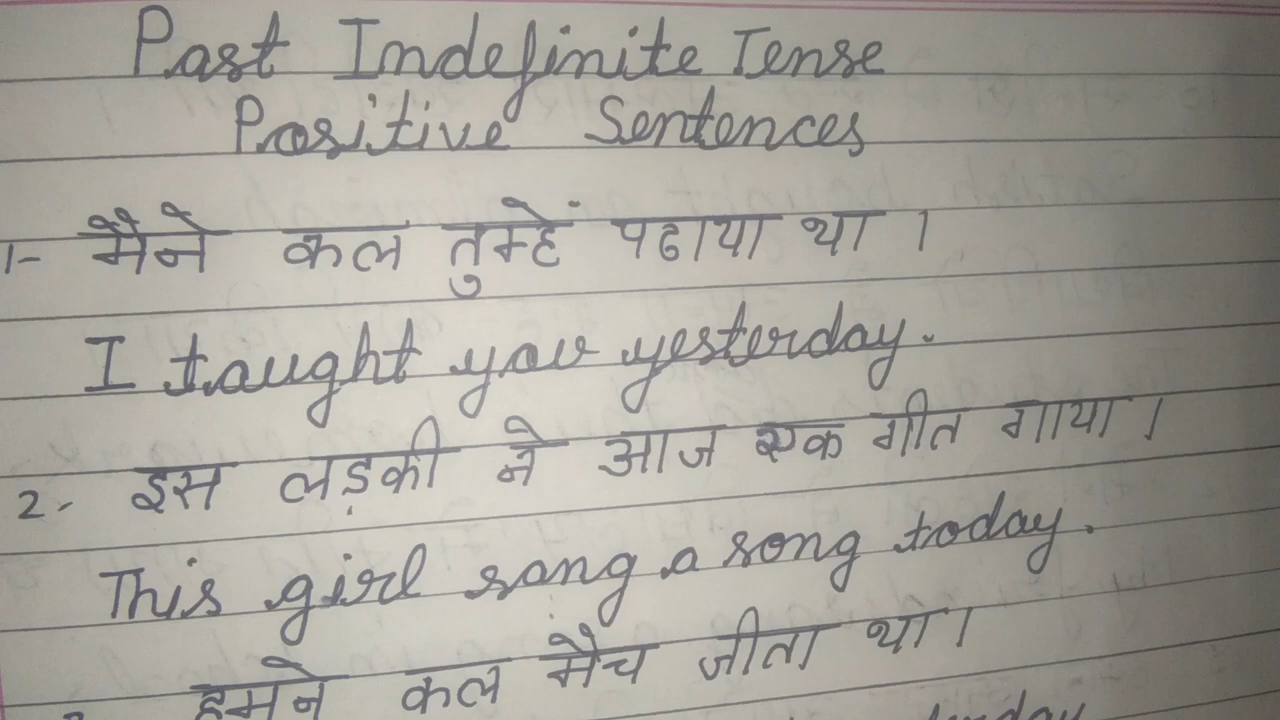 Past Indefinite Tense
Positive Sentences
1- मैंने कल तुम्हें पढाया था ।
I taught you yesterday.
2- इस लड़की ने आज एक गीत गाया ।
This girl sang a song today.
हमने कल मैच जीता था ।